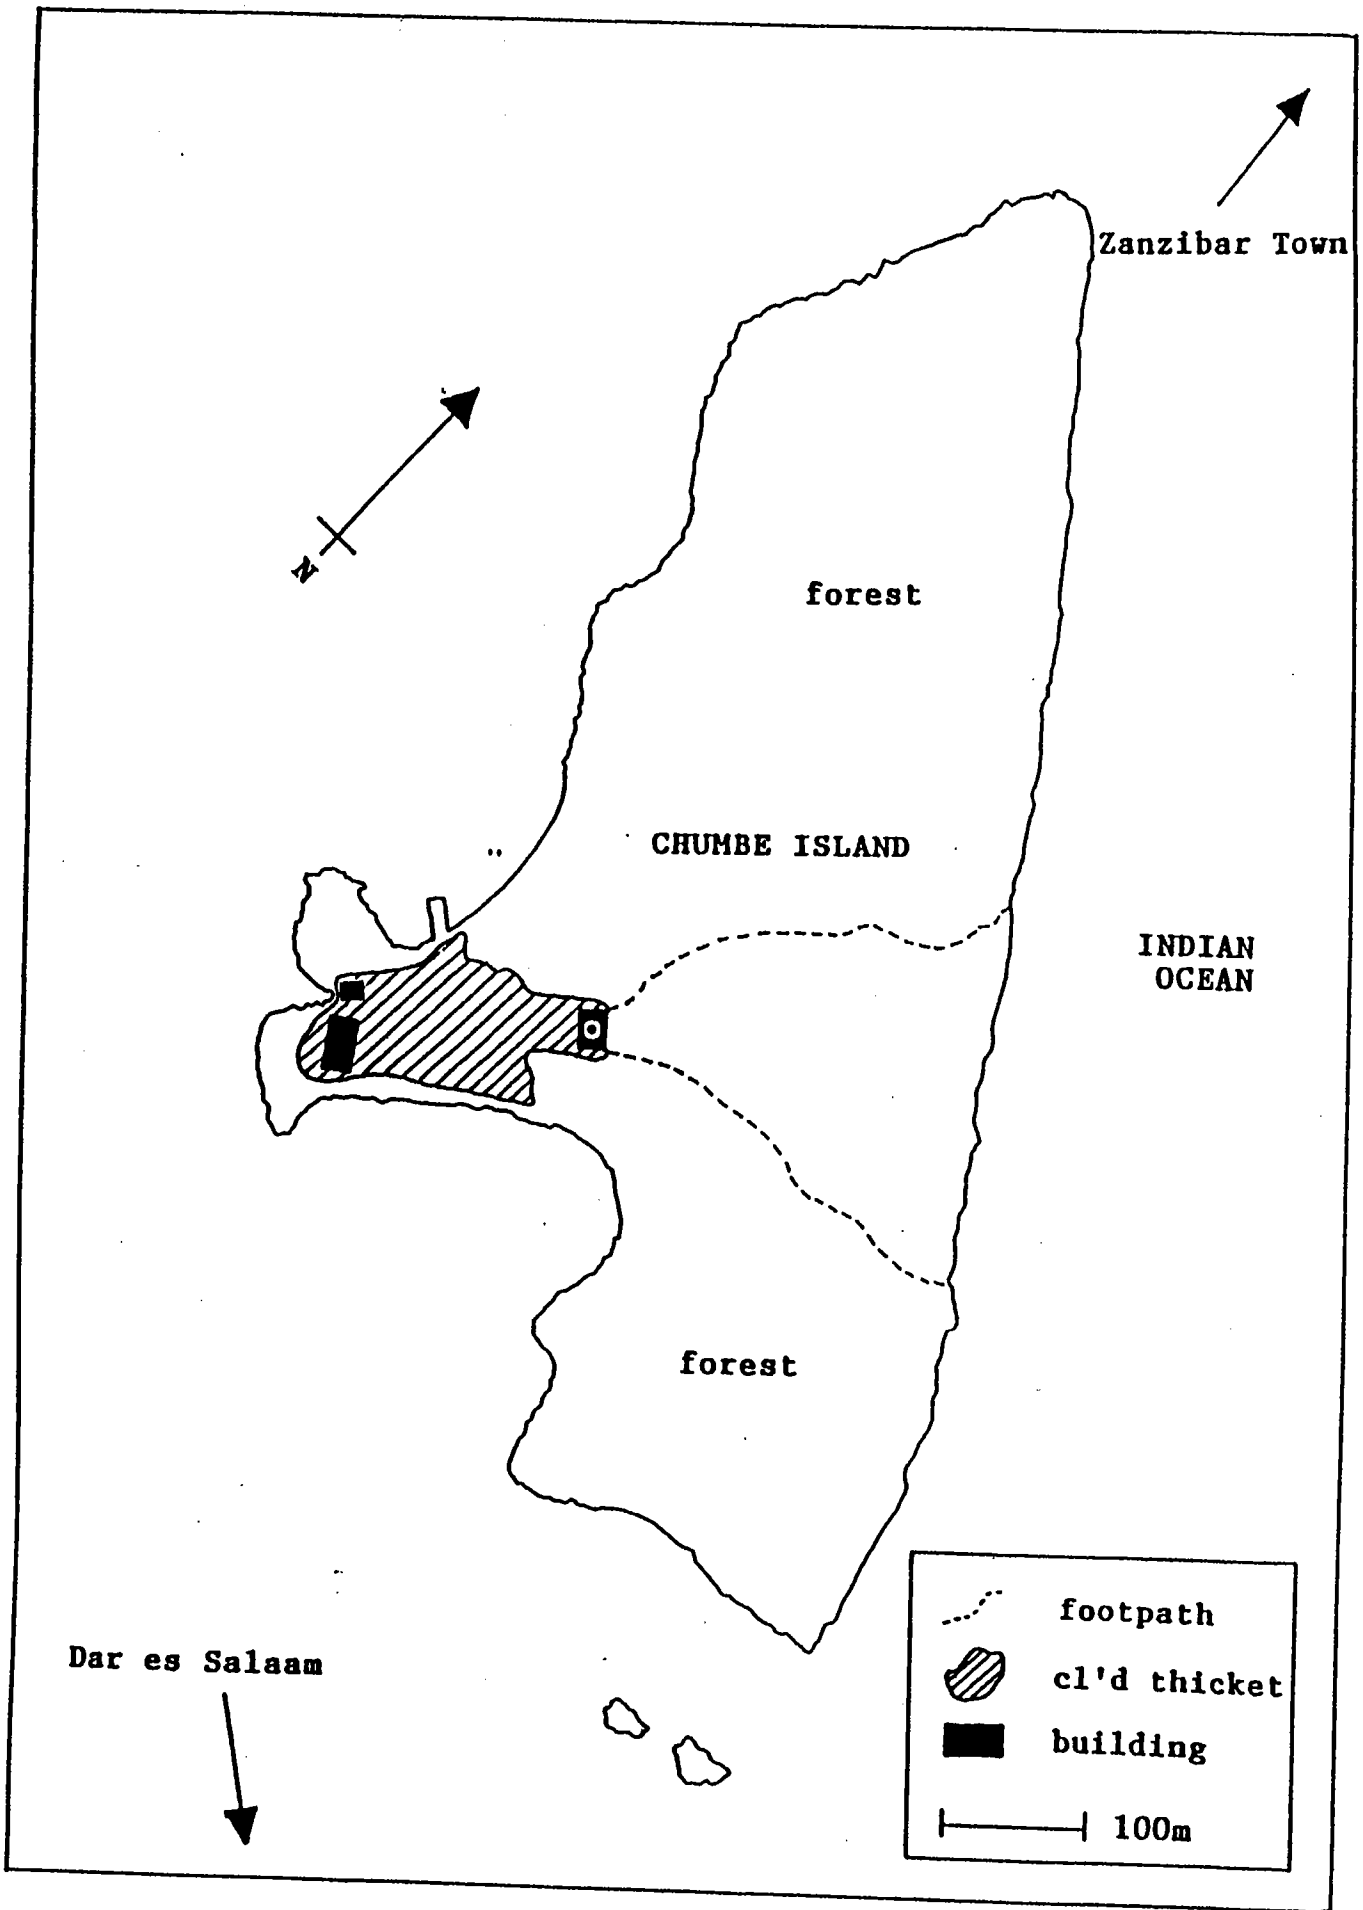 Zanzibar Town
N
forest
CHUMBE ISLAND
INDIAN
OCEAN
forest
Dar es Salaam
footpath
cl'd thicket
building
100m